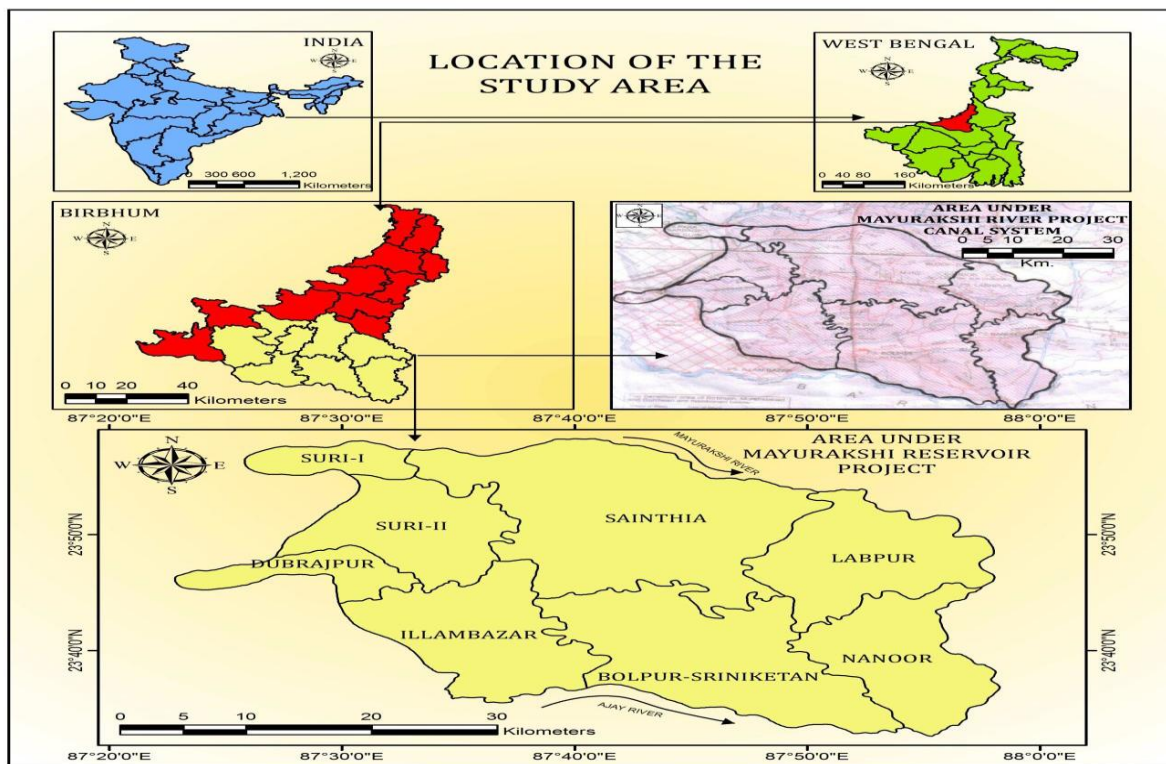 INDIA
N
W E
S
0 300 600 1,200
Kilometers
LOCATION OF THE
STUDY AREA
WEST BENGAL
N
W E
S
0 40 80 160
Kilometers
BIRBHUM
N
W E
S
0 10 20 40
Kilometers
AREA UNDER
MAYURAKSHI RIVER PROJECT
CANAL SYSTEM
0 5 10 20 30
Km.
87°20'0"E 87°30'0"E 87°40'0"E 87°50'0"E 88°0'0"E
N
W E
S
AREA UNDER
MAYURAKSHI RESERVOIR
PROJECT
MAYURAKSHI RIVER
SURI-I
SURI-II
SAINTHIA
LABPUR
DUBRAJPUR
ILLAMBAZAR
BOLPUR-SRINIKETAN
NANOOR
AJAY RIVER
23°50'0"N
23°40'0"N
23°50'0"N
23°40'0"N
0 5 10 20 30
Kilometers
87°20'0"E 87°30'0"E 87°40'0"E 87°50'0"E 88°0'0"E